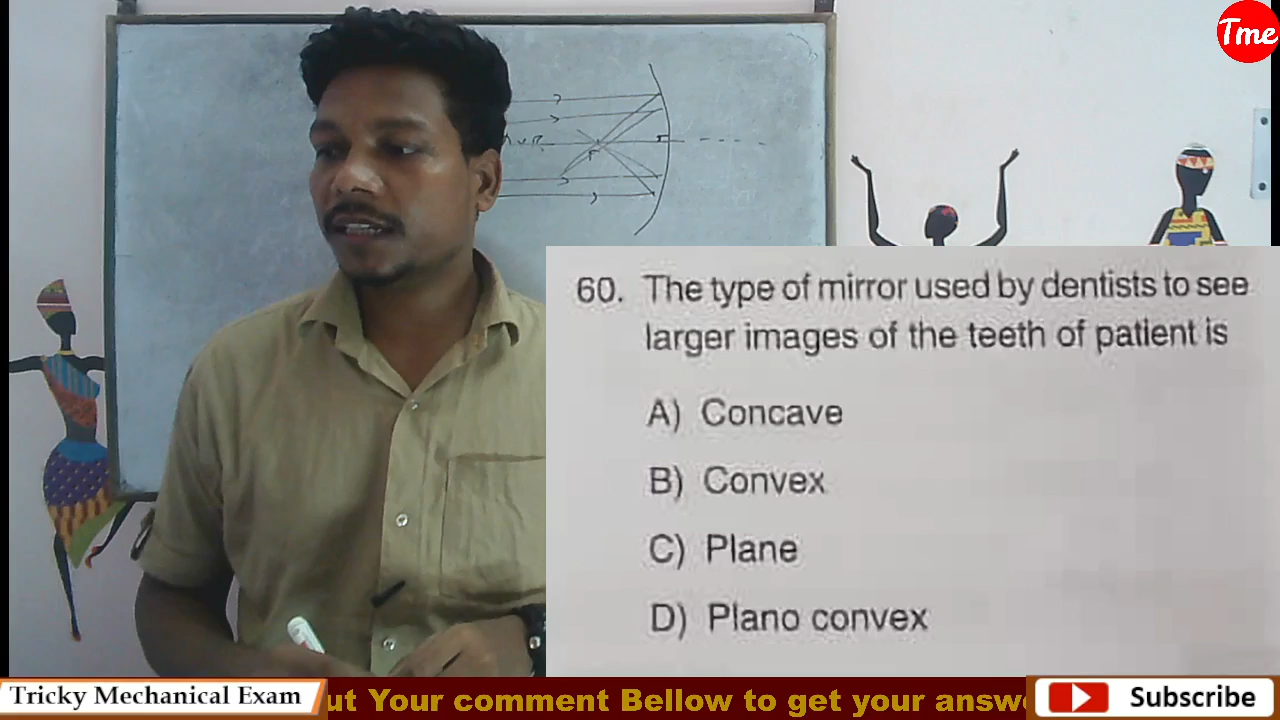 Tme
60. The type of mirror used by dentists to see
larger images of the teeth of patient is
A) Concave
B) Convex
C) Plane
D) Plano convex
Tricky Mechanical Exam
ut Your comment Bellow to get your answe
Subscribe